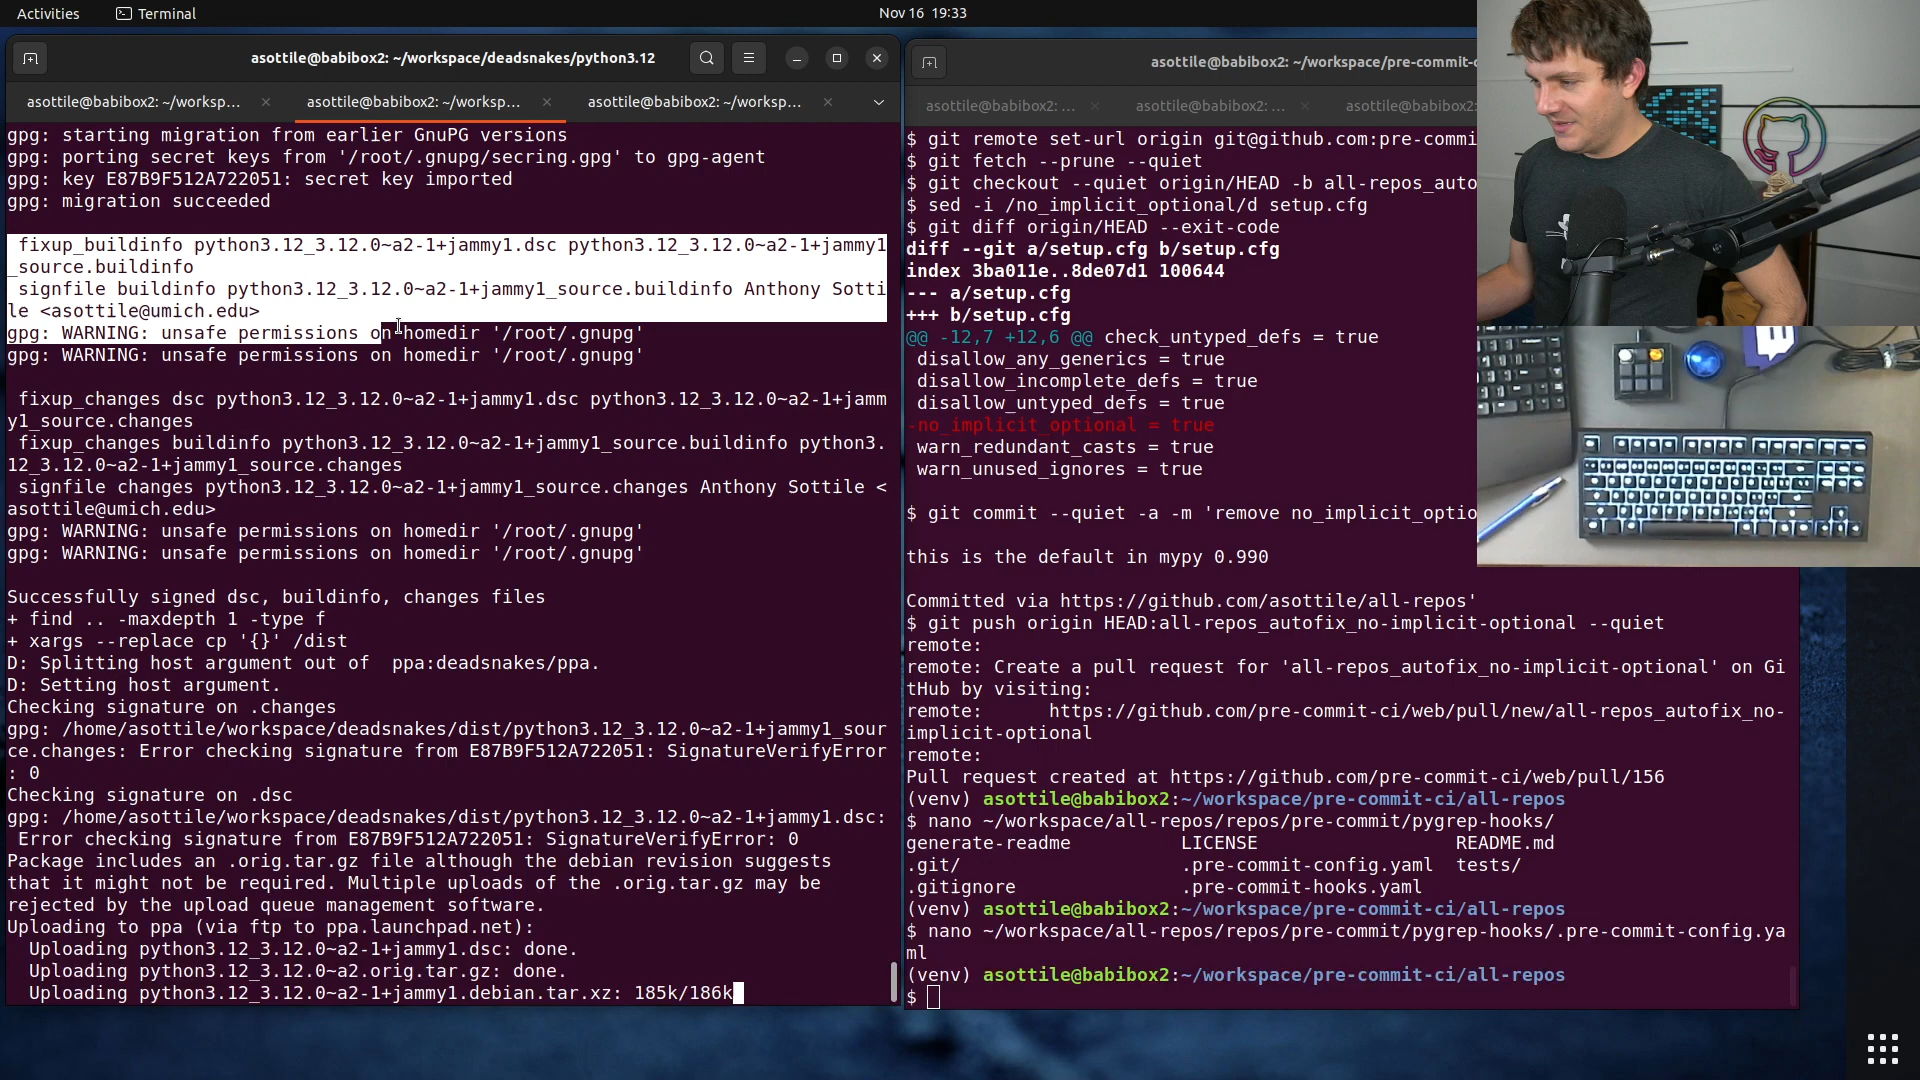 Activities
Terminal
Nov 16 19:33
asottile@babibox2: ~/workspace/deadsnakes/python3.12
asottile@babibox2: ~/worksp...
asottile@babibox2: ~/worksp...
asottile@babibox2: ~/worksp...
gpg: starting migration from earlier GnuPG versions
gpg: porting secret keys from '/root/.gnupg/secring.gpg' to gpg-agent
gpg: key E87B9F512A722051: secret key imported
gpg: migration succeeded
fixup_buildinfo python3.12_3.12.0~a2-1+jammy1.dsc python3.12_3.12.0~a2-1+jammy1
_source.buildinfo
signfile buildinfo python3.12_3.12.0~a2-1+jammy1_source.buildinfo Anthony Sotti
le <asottile@umich.edu>
gpg: WARNING: unsafe permissions on homedir '/root/.gnupg'
gpg: WARNING: unsafe permissions on homedir '/root/.gnupg'
fixup_changes dsc python3.12_3.12.0~a2-1+jammy1.dsc python3.12_3.12.0~a2-1+jamm
y1_source.changes
fixup_changes buildinfo python3.12_3.12.0~a2-1+jammy1_source.buildinfo python3.
12_3.12.0~a2-1+jammy1_source.changes
signfile changes python3.12_3.12.0~a2-1+jammy1_source.changes Anthony Sottile <
asottile@umich.edu>
gpg: WARNING: unsafe permissions on homedir '/root/.gnupg'
gpg: WARNING: unsafe permissions on homedir '/root/.gnupg'
Successfully signed dsc, buildinfo, changes files
+ find .. -maxdepth 1 -type f
+ xargs --replace cp '{}' /dist
D: Splitting host argument out of  ppa:deadsnakes/ppa.
D: Setting host argument.
Checking signature on .changes
gpg: /home/asottile/workspace/deadsnakes/dist/python3.12_3.12.0~a2-1+jammy1_sour
ce.changes: Error checking signature from E87B9F512A722051: SignatureVerifyError
: 0
Checking signature on .dsc
gpg: /home/asottile/workspace/deadsnakes/dist/python3.12_3.12.0~a2-1+jammy1.dsc:
Error checking signature from E87B9F512A722051: SignatureVerifyError: 0
Package includes an .orig.tar.gz file although the debian revision suggests
that it might not be required. Multiple uploads of the .orig.tar.gz may be
rejected by the upload queue management software.
Uploading to ppa (via ftp to ppa.launchpad.net):
Uploading python3.12_3.12.0~a2-1+jammy1.dsc: done.
Uploading python3.12_3.12.0~a2.orig.tar.gz: done.
Uploading python3.12_3.12.0~a2-1+jammy1.debian.tar.xz: 185k/186k
asottile@babibox2: ~/workspace/pre-commit-c
asottile@babibox2: ...
asottile@babibox2: ...
asottile@babibox2:
$ git remote set-url origin git@github.com:pre-commi
$ git fetch --prune --quiet
$ git checkout --quiet origin/HEAD -b all-repos_auto
$ sed -i /no_implicit_optional/d setup.cfg
$ git diff origin/HEAD --exit-code
diff --git a/setup.cfg b/setup.cfg
index 3ba011e..8de07d1 100644
--- a/setup.cfg
+++ b/setup.cfg
@@ -12,7 +12,6 @@ check_untyped_defs = true
disallow_any_generics = true
disallow_incomplete_defs = true
disallow_untyped_defs = true
-no_implicit_optional = true
warn_redundant_casts = true
warn_unused_ignores = true
$ git commit --quiet -a -m 'remove no_implicit_optio
this is the default in mypy 0.990
Committed via https://github.com/asottile/all-repos'
$ git push origin HEAD:all-repos_autofix_no-implicit-optional --quiet
remote:
remote: Create a pull request for 'all-repos_autofix_no-implicit-optional' on Gi
tHub by visiting:
remote:      https://github.com/pre-commit-ci/web/pull/new/all-repos_autofix_no-
implicit-optional
remote:
Pull request created at https://github.com/pre-commit-ci/web/pull/156
(venv) asottile@babibox2:~/workspace/pre-commit-ci/all-repos
$ nano ~/workspace/all-repos/repos/pre-commit/pygrep-hooks/
generate-readme          LICENSE                  README.md
.git/                    .pre-commit-config.yaml  tests/
.gitignore               .pre-commit-hooks.yaml
(venv) asottile@babibox2:~/workspace/pre-commit-ci/all-repos
$ nano ~/workspace/all-repos/repos/pre-commit/pygrep-hooks/.pre-commit-config.ya
ml
(venv) asottile@babibox2:~/workspace/pre-commit-ci/all-repos
$